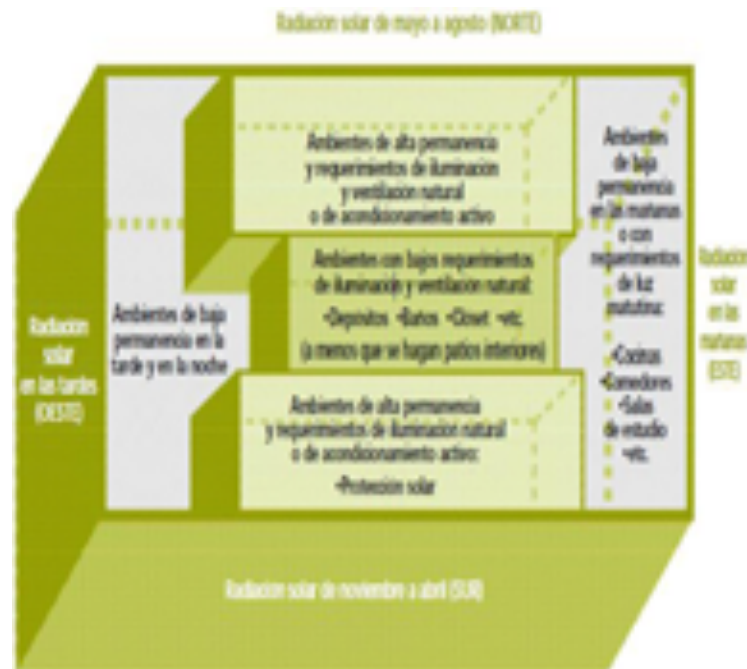 Radiación solar de mayo a agosto (NORTE)
Ambientes de alta permanencia
y requerimientos de iluminación
y ventilación natural
o de acondicionamiento activo
Ambientes
de baja
permanencia
en las mañanas
o con
requerimientos
de luz
matutina:
•Cocinas
•Comedores
•Salas
de estudio
•etc.
Radiación
solar
en las
mañanas
(ESTE)
Ambientes con bajos requerimientos
de iluminación y ventilación natural:
•Depósitos •Baños •Closet •etc.
(a menos que se hagan patios interiores)
Radiación
solar
en las tardes
(OESTE)
Ambientes de baja
permanencia en la
tarde y en la noche
Ambientes de alta permanencia
y requerimientos de iluminación natural
o de acondicionamiento activo:
•Protección solar
Radiación solar de noviembre a abril (SUR)